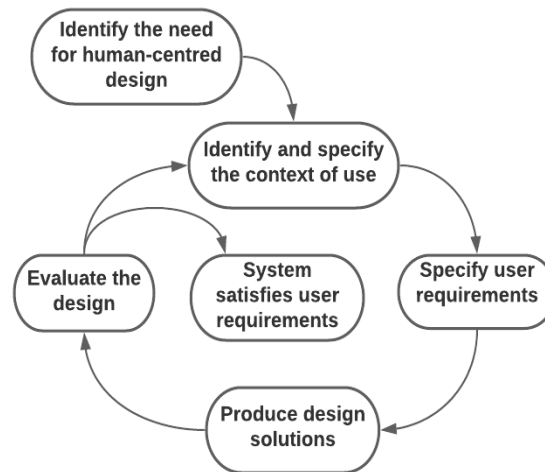 Identify the need
for human-centred
design
Identify and specify
the context of use
Evaluate the
design
System
satisfies user
requirements
Specify user
requirements
Produce design
solutions